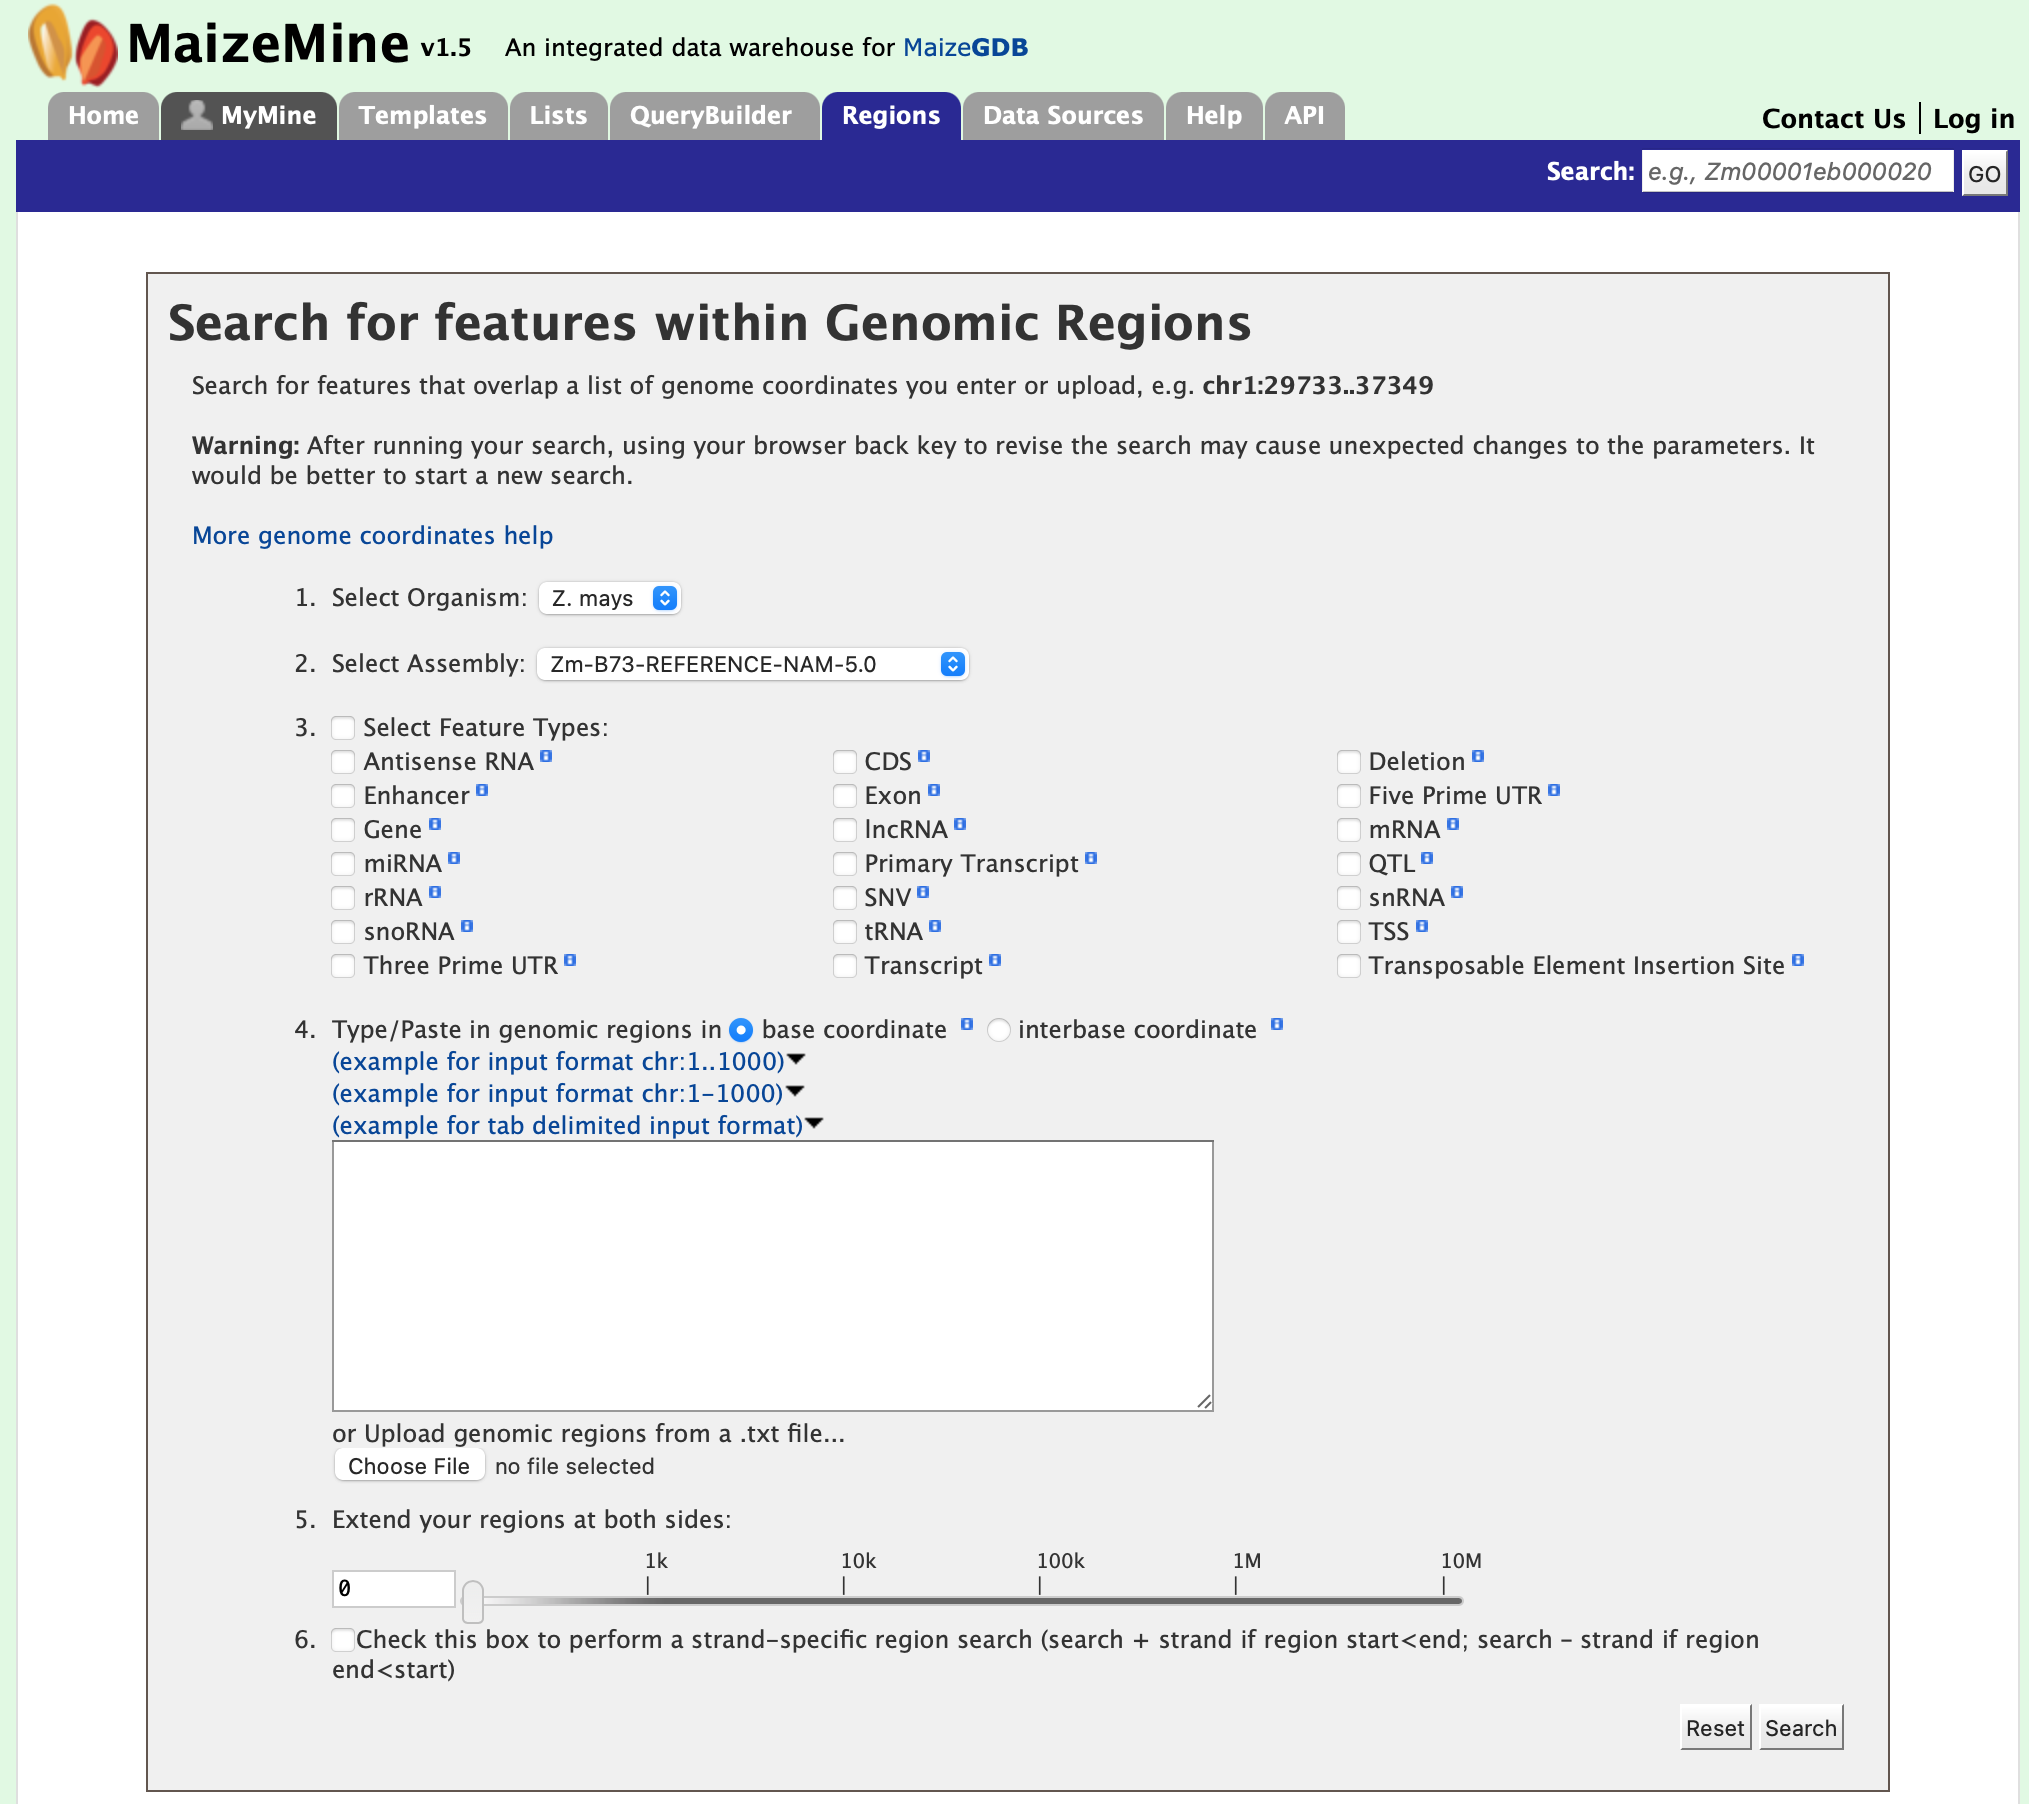 MaizeMine v1.5 An integrated data warehouse for MaizeGDB
Home MyMine Templates Lists QueryBuilder Regions Data Sources Help API Contact Us Log in
Search: e.g., Zm00001eb000020 GO
Search for features within Genomic Regions
Search for features that overlap a list of genome coordinates you enter or upload, e.g. chr1:29733..37349
Warning: After running your search, using your browser back key to revise the search may cause unexpected changes to the parameters. It
would be better to start a new search.
More genome coordinates help
1. Select Organism: Z. mays
2. Select Assembly: Zm-B73-REFERENCE-NAM-5.0
3. Select Feature Types:
Antisense RNA CDS Deletion
Enhancer Exon Five Prime UTR
Gene lncRNA mRNA
miRNA Primary Transcript QTL
rRNA SNV snRNA
snoRNA tRNA TSS
Three Prime UTR Transcript Transposable Element Insertion Site
4. Type/Paste in genomic regions in base coordinate interbase coordinate
(example for input format chr:1..1000)
(example for input format chr:1-1000)
(example for tab delimited input format)
or Upload genomic regions from a .txt file...
Choose File no file selected
5. Extend your regions at both sides:
1k 10k 100k 1M 10M
0
6. Check this box to perform a strand-specific region search (search + strand if region start<end; search - strand if region
end<start)
Reset Search